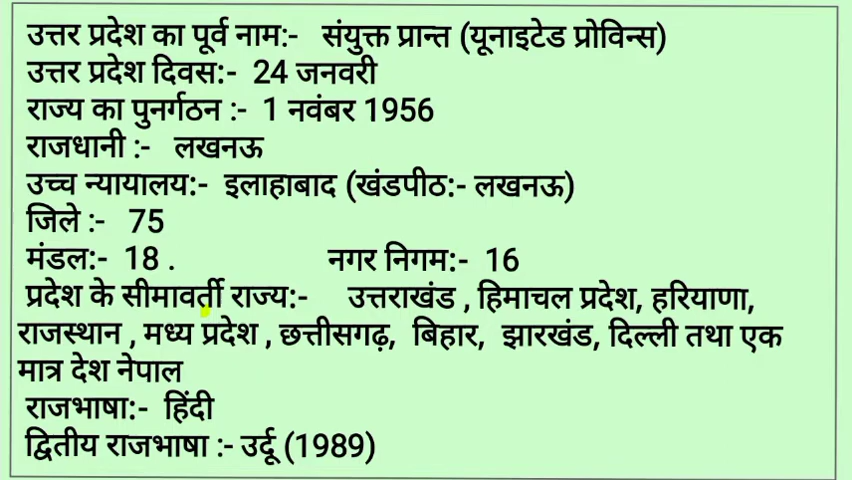 उत्तर प्रदेश का पूर्व नाम:- संयुक्त प्रान्त (यूनाइटेड प्रोविन्स)
उत्तर प्रदेश दिवस:- 24 जनवरी
राज्य का पुनर्गठन :- 1 नवंबर 1956
राजधानी :- लखनऊ
उच्च न्यायालय:- इलाहाबाद (खंडपीठ:- लखनऊ)
जिले :- 75
मंडल:- 18 . नगर निगम:- 16
प्रदेश के सीमावर्ती राज्य:- उत्तराखंड , हिमाचल प्रदेश, हरियाणा,
राजस्थान , मध्य प्रदेश , छत्तीसगढ़, बिहार, झारखंड, दिल्ली तथा एक
मात्र देश नेपाल
राजभाषा:- हिंदी
द्वितीय राजभाषा :- उर्दू (1989)